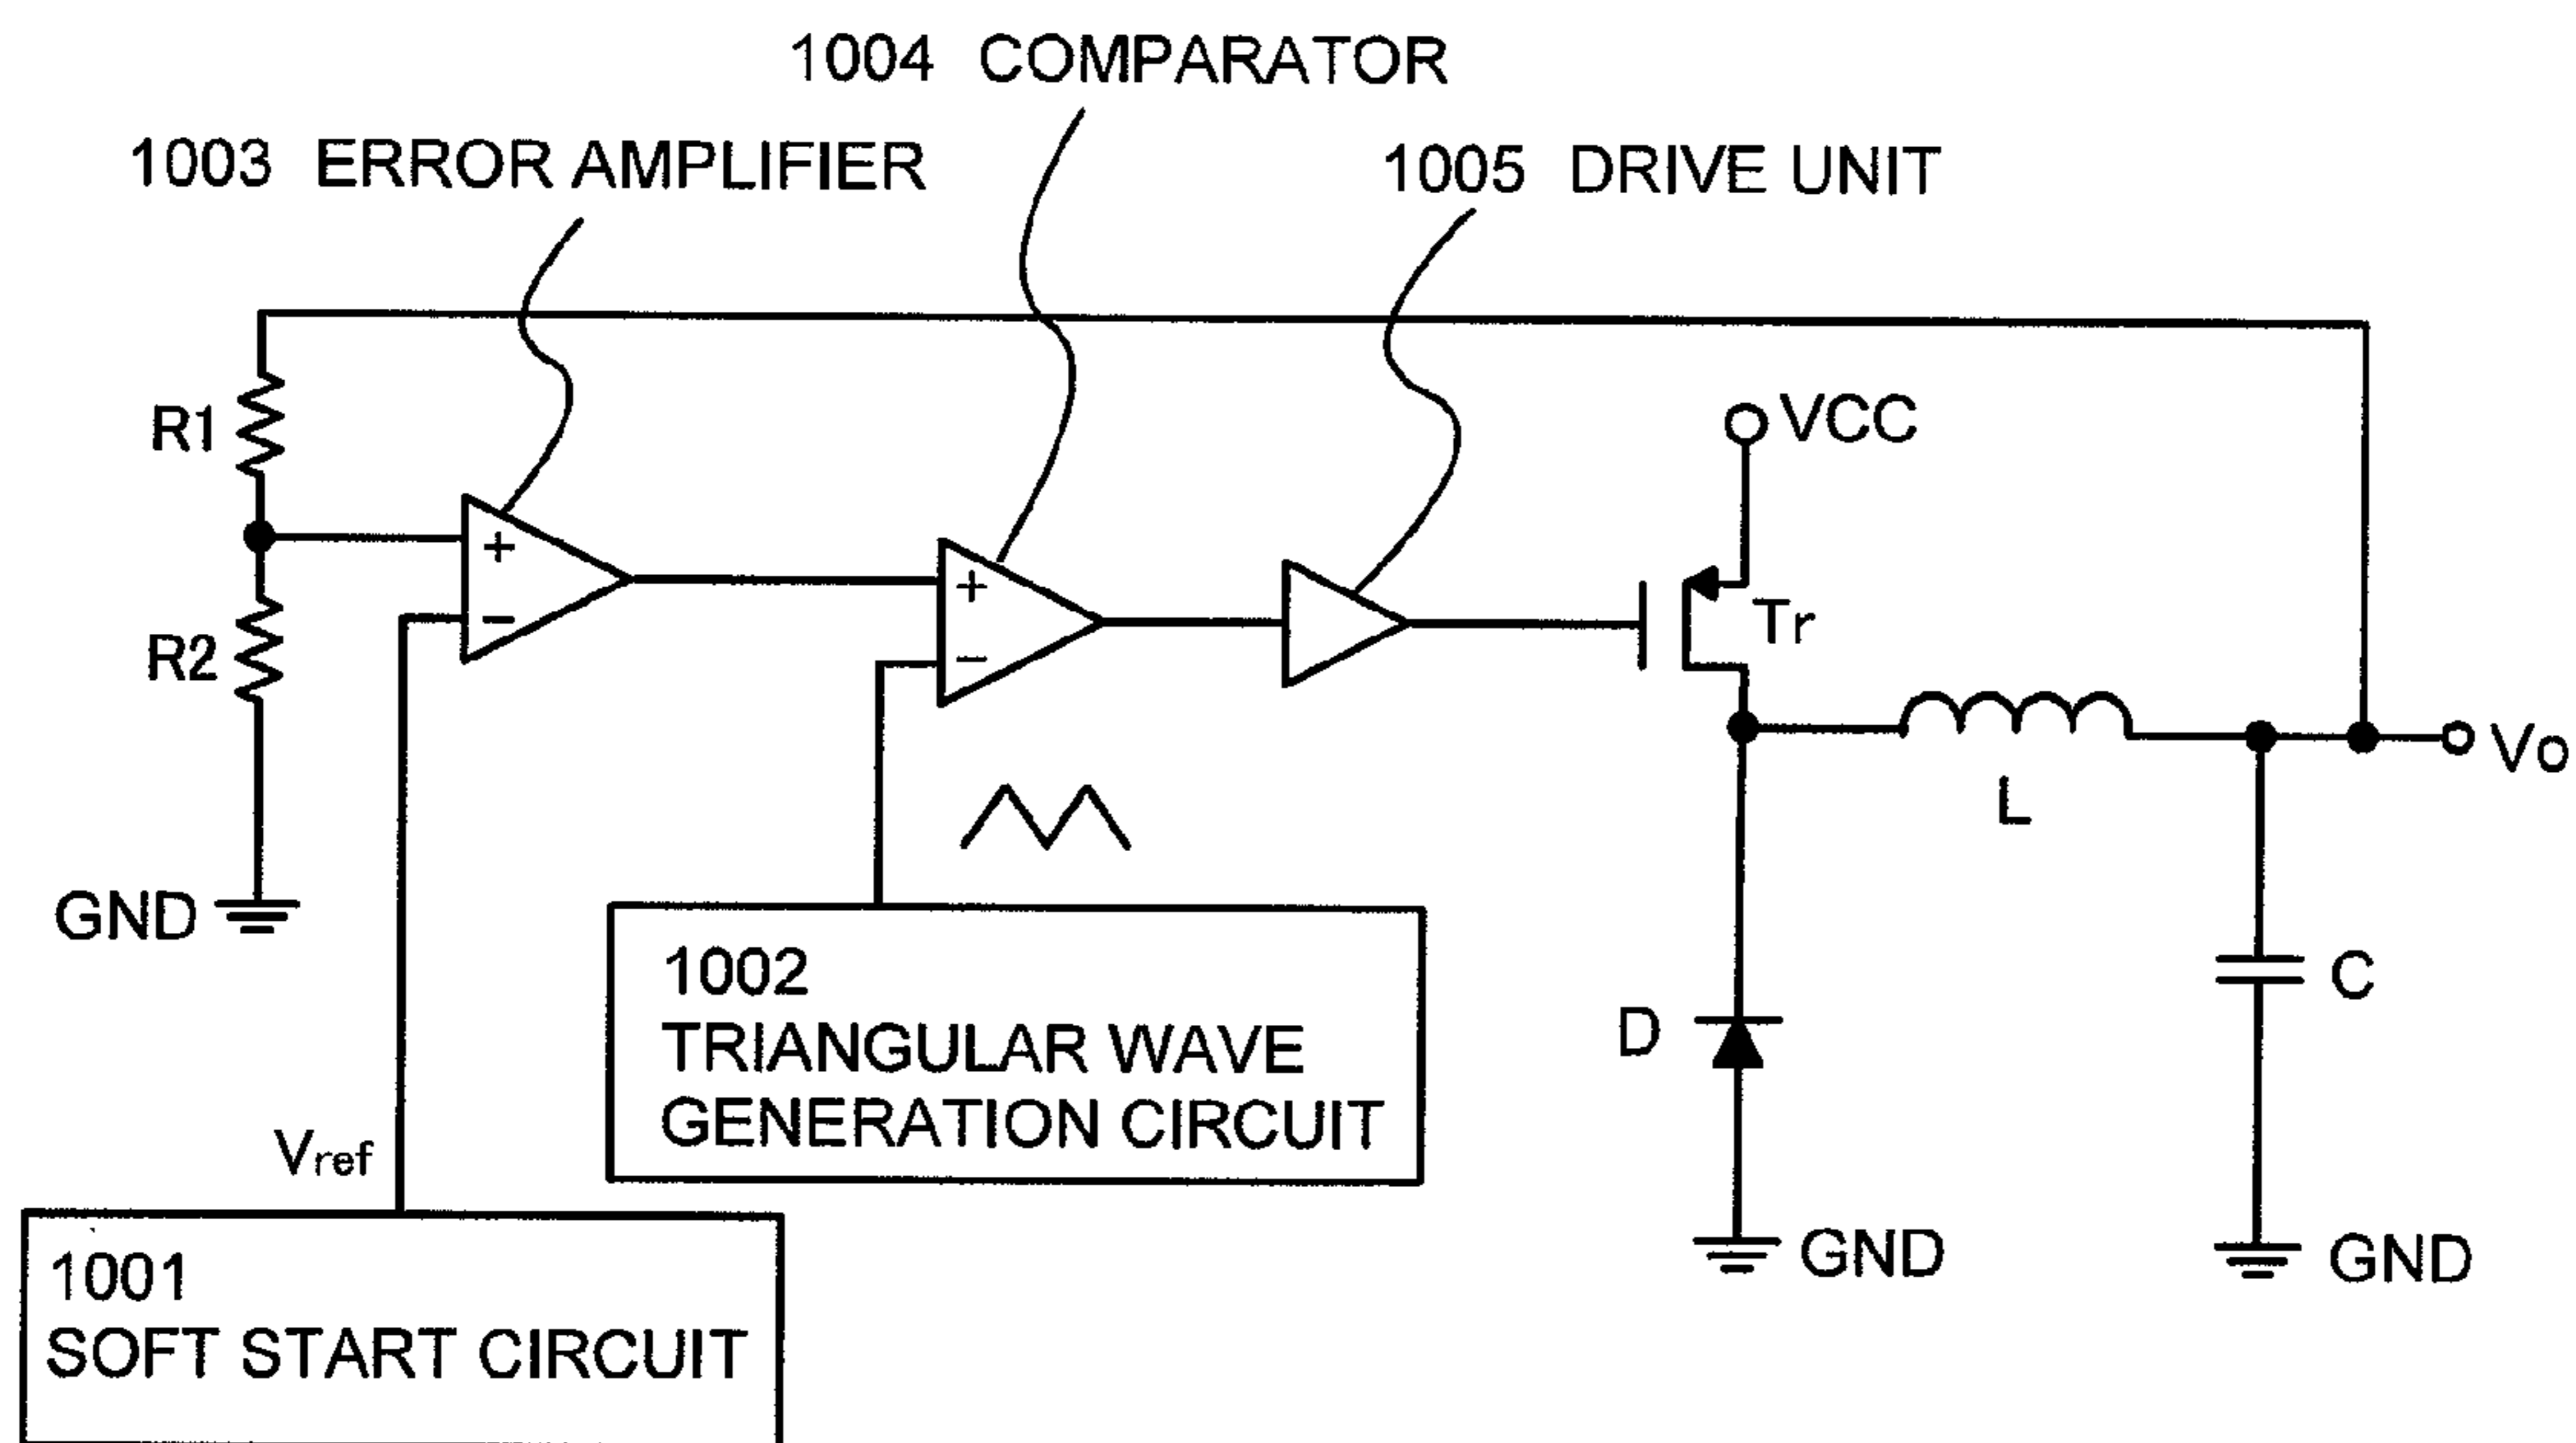 1004 COMPARATOR
1003 ERROR AMPLIFIER
1005 DRIVE UNIT
R1
VCC
+
−
+
−
Tr
R2
Vo
L
GND
1002
TRIANGULAR WAVE
GENERATION CIRCUIT
C
D
Vref
GND
GND
1001
SOFT START CIRCUIT